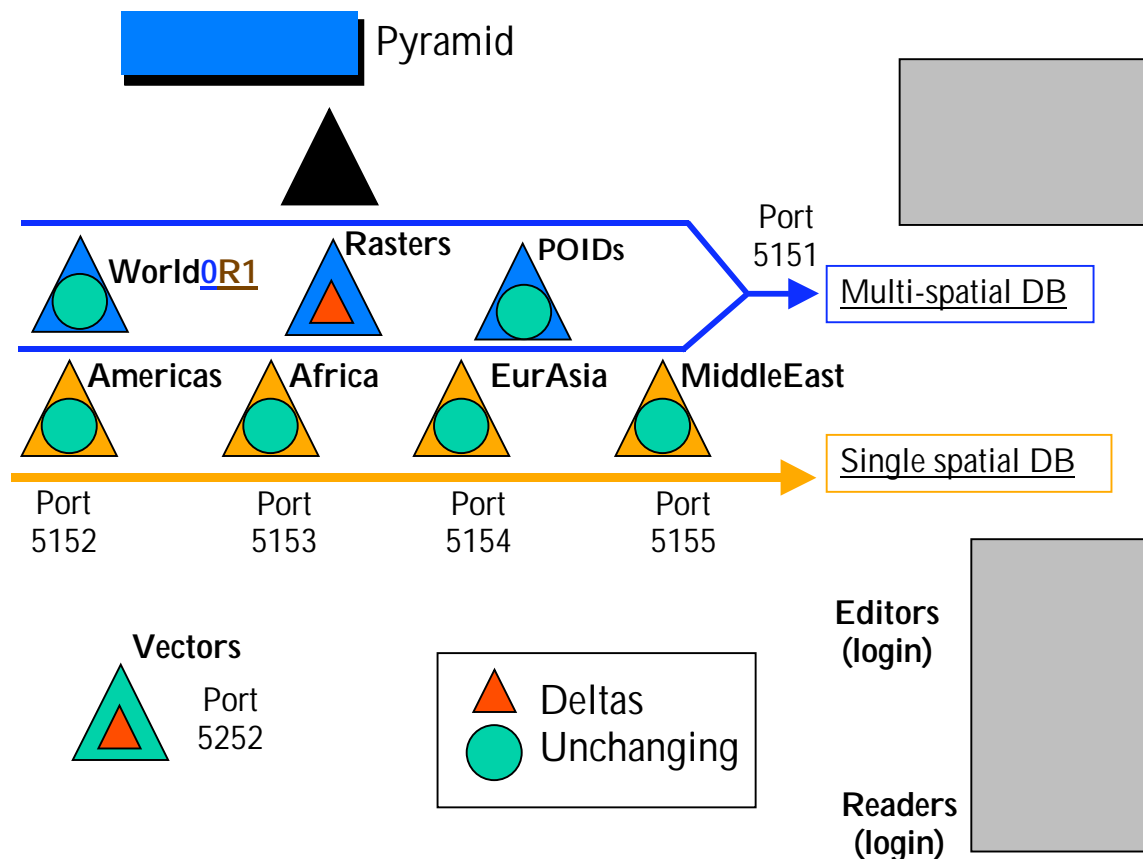 Pyramid
Port
5151
World0R1
Rasters
POIDs
Multi-spatial DB
Americas
Africa
EurAsia
MiddleEast
Single spatial DB
Port
5152
Port
5153
Port
5154
Port
5155
Vectors
Port
5252
Deltas
Unchanging
Editors
(login)
Readers
(login)